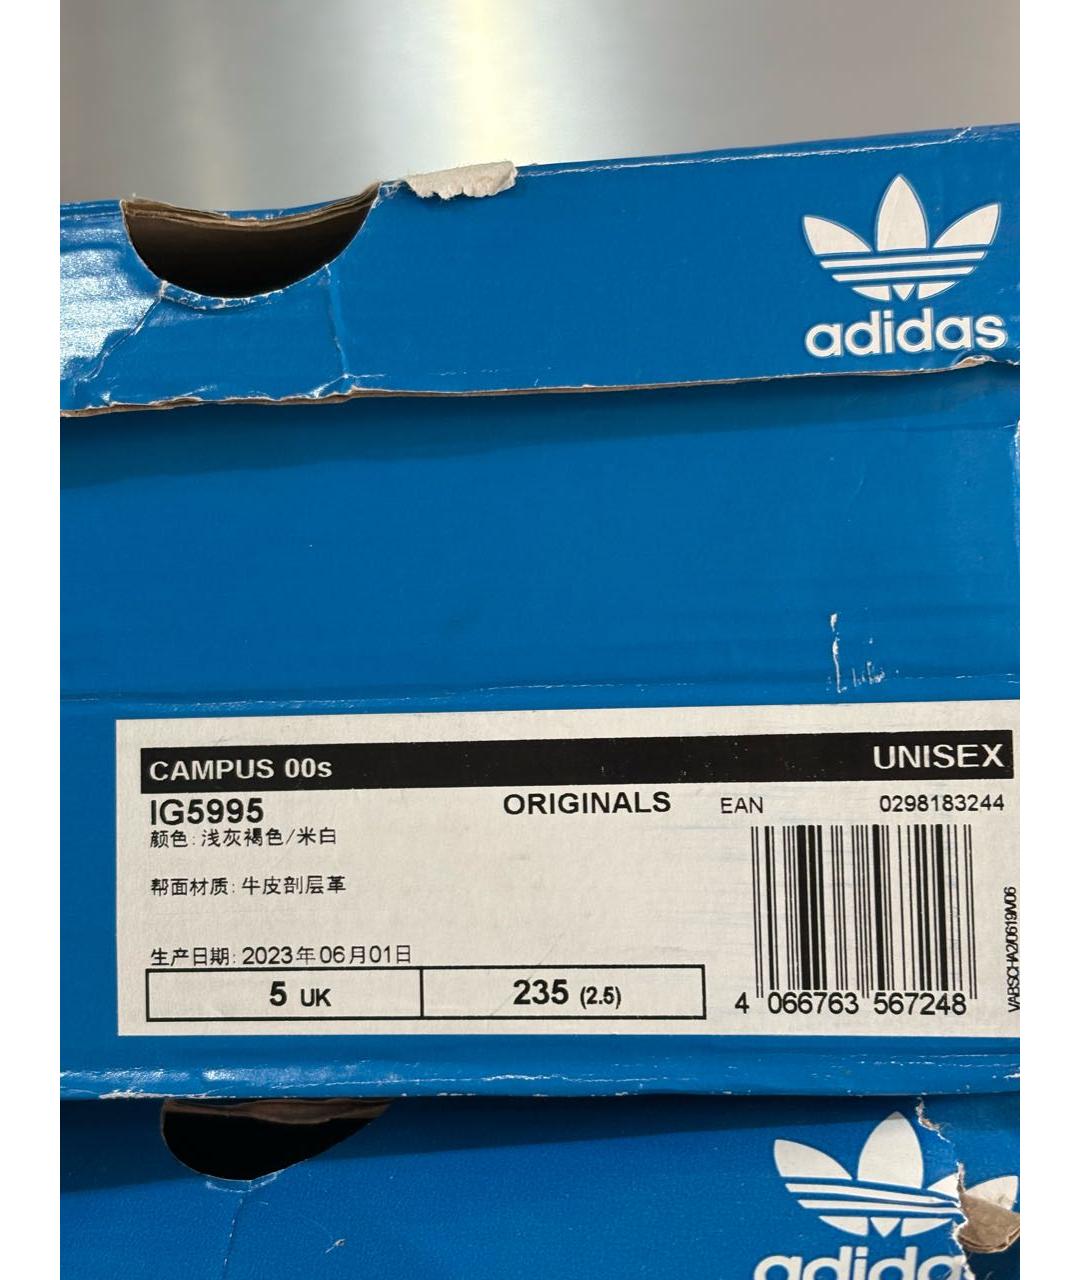 adidas
CAMPUS 00s UNISEX
IG5995 ORIGINALS EAN 0298183244
颜色: 浅灰褐色/米白
帮面材质: 牛皮剖层革
生产日期: 2023年06月01日
5 UK 235 (2.5)
4 066763 567248
adidas